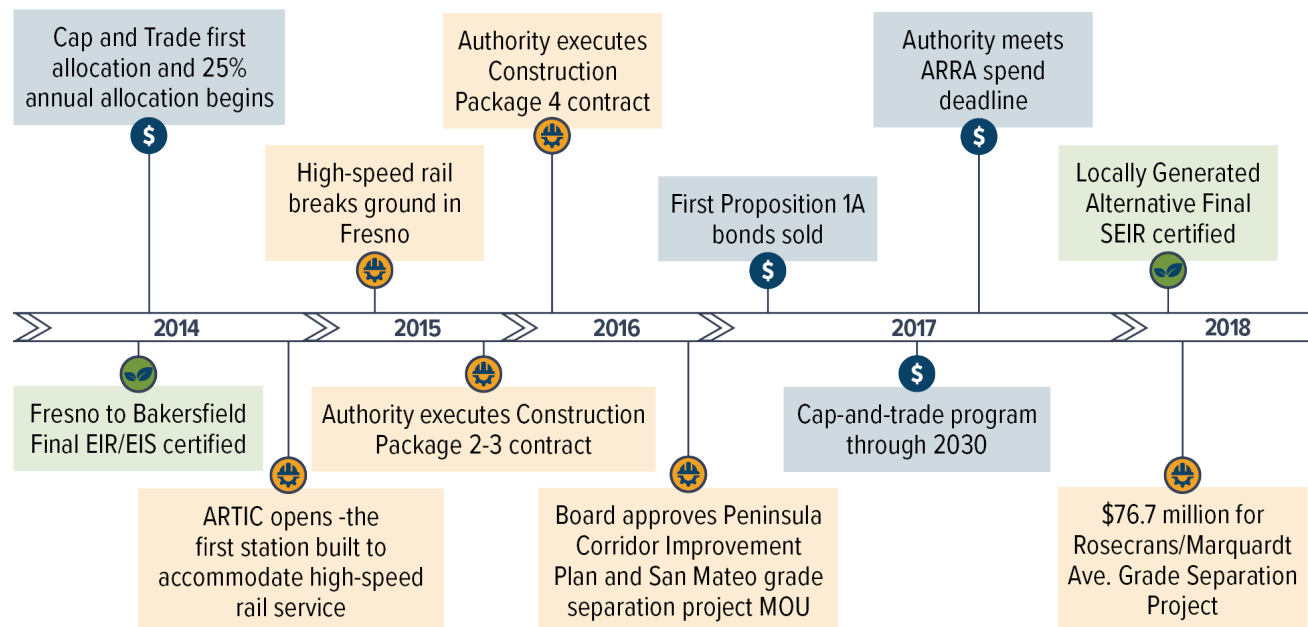 Cap and Trade first
allocation and 25%
annual allocation begins
$
High-speed rail
breaks ground in
Fresno
Authority executes
Construction
Package 4 contract
First Proposition 1A
bonds sold
$
Authority meets
ARRA spend
deadline
$
Locally Generated
Alternative Final
SEIR certified
2014
2015
2016
2017
2018
Fresno to Bakersfield
Final EIR/EIS certified
ARTIC opens -the
first station built to
accommodate high-speed
rail service
Authority executes Construction
Package 2-3 contract
Board approves Peninsula
Corridor Improvement
Plan and San Mateo grade
separation project MOU
$
Cap-and-trade program
through 2030
$76.7 million for
Rosecrans/Marquardt
Ave. Grade Separation
Project